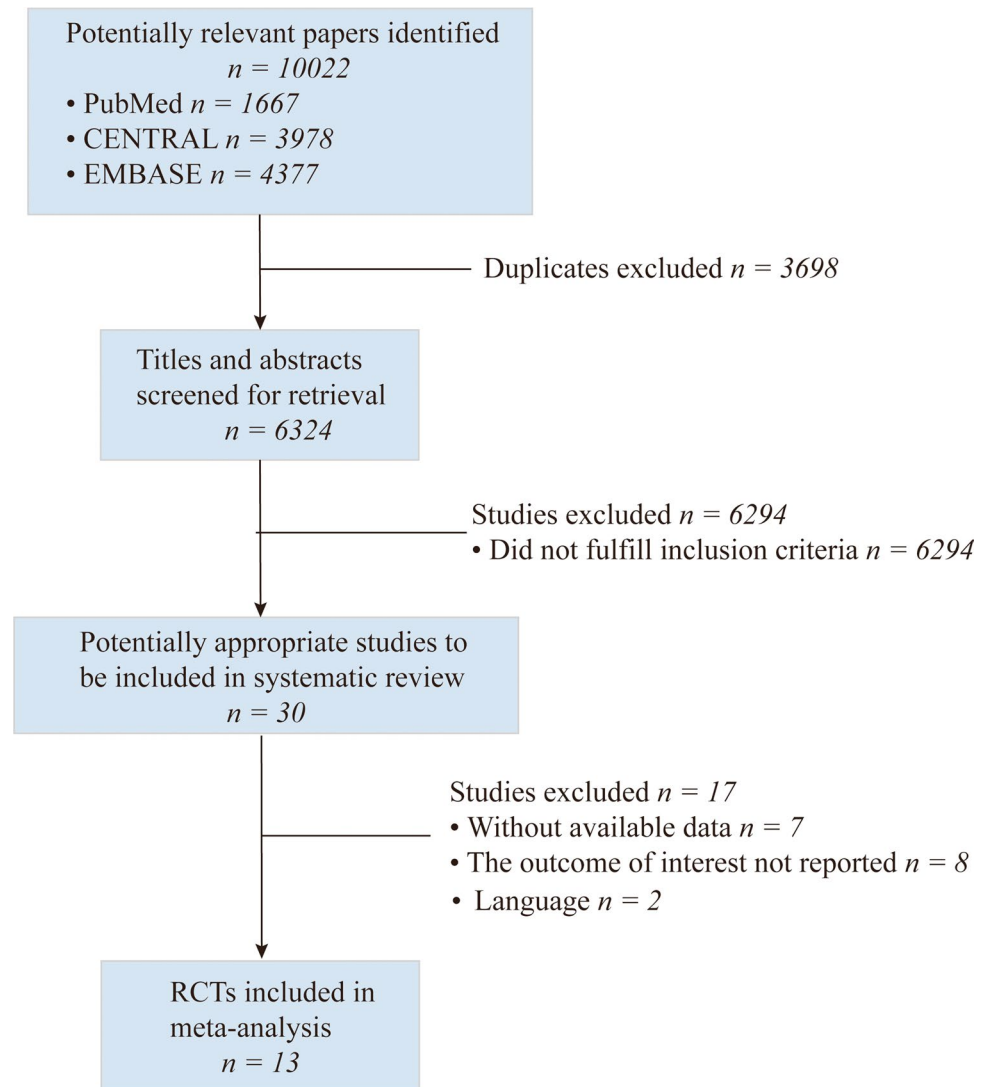 Potentially relevant papers identified
n = 10022
• PubMed n = 1667
• CENTRAL n = 3978
• EMBASE n = 4377
Duplicates excluded n = 3698
Titles and abstracts
screened for retrieval
n = 6324
Studies excluded n = 6294
• Did not fulfill inclusion criteria n = 6294
Potentially appropriate studies to
be included in systematic review
n = 30
Studies excluded n = 17
• Without available data n = 7
• The outcome of interest not reported n = 8
• Language n = 2
RCTs included in
meta-analysis
n = 13